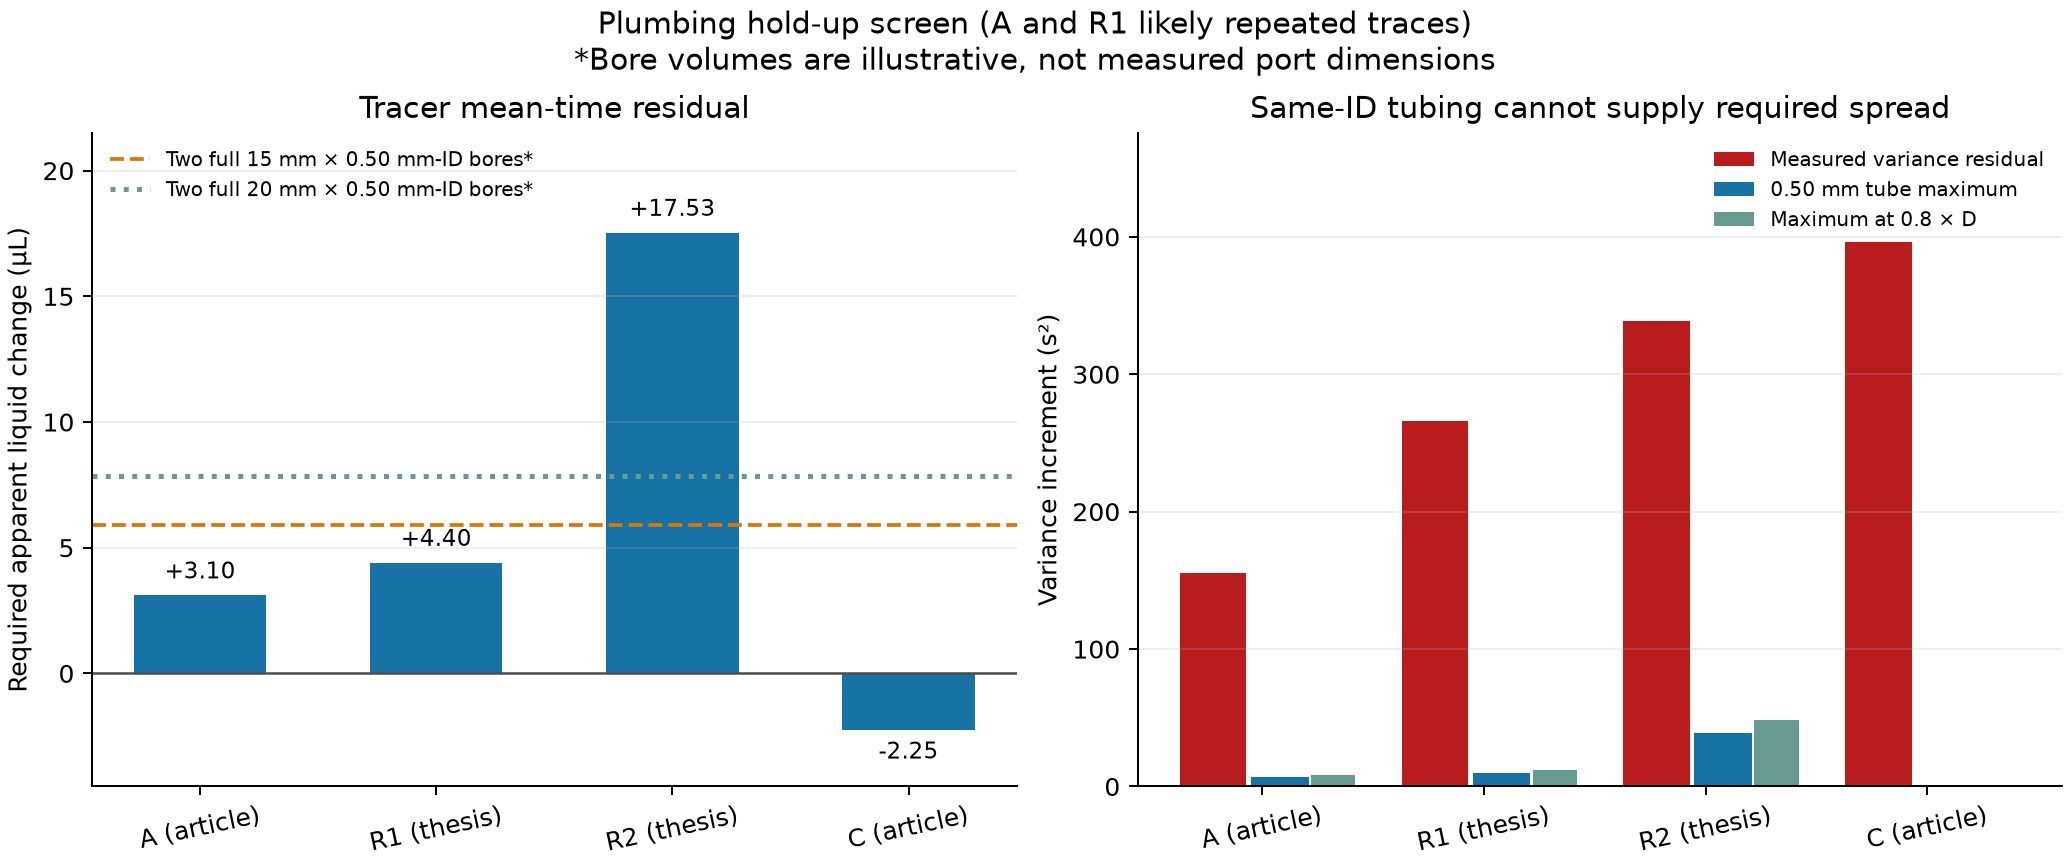 Plumbing hold-up screen (A and R1 likely repeated traces)
*Bore volumes are illustrative, not measured port dimensions
Tracer mean-time residual
Required apparent liquid change (µL)
20
15
10
5
0
Two full 15 mm × 0.50 mm-ID bores*
Two full 20 mm × 0.50 mm-ID bores*
+3.10
+4.40
+17.53
-2.25
A (article)
R1 (thesis)
R2 (thesis)
C (article)
Same-ID tubing cannot supply required spread
Variance increment (s²)
400
300
200
100
0
Measured variance residual
0.50 mm tube maximum
Maximum at 0.8 × D
A (article)
R1 (thesis)
R2 (thesis)
C (article)